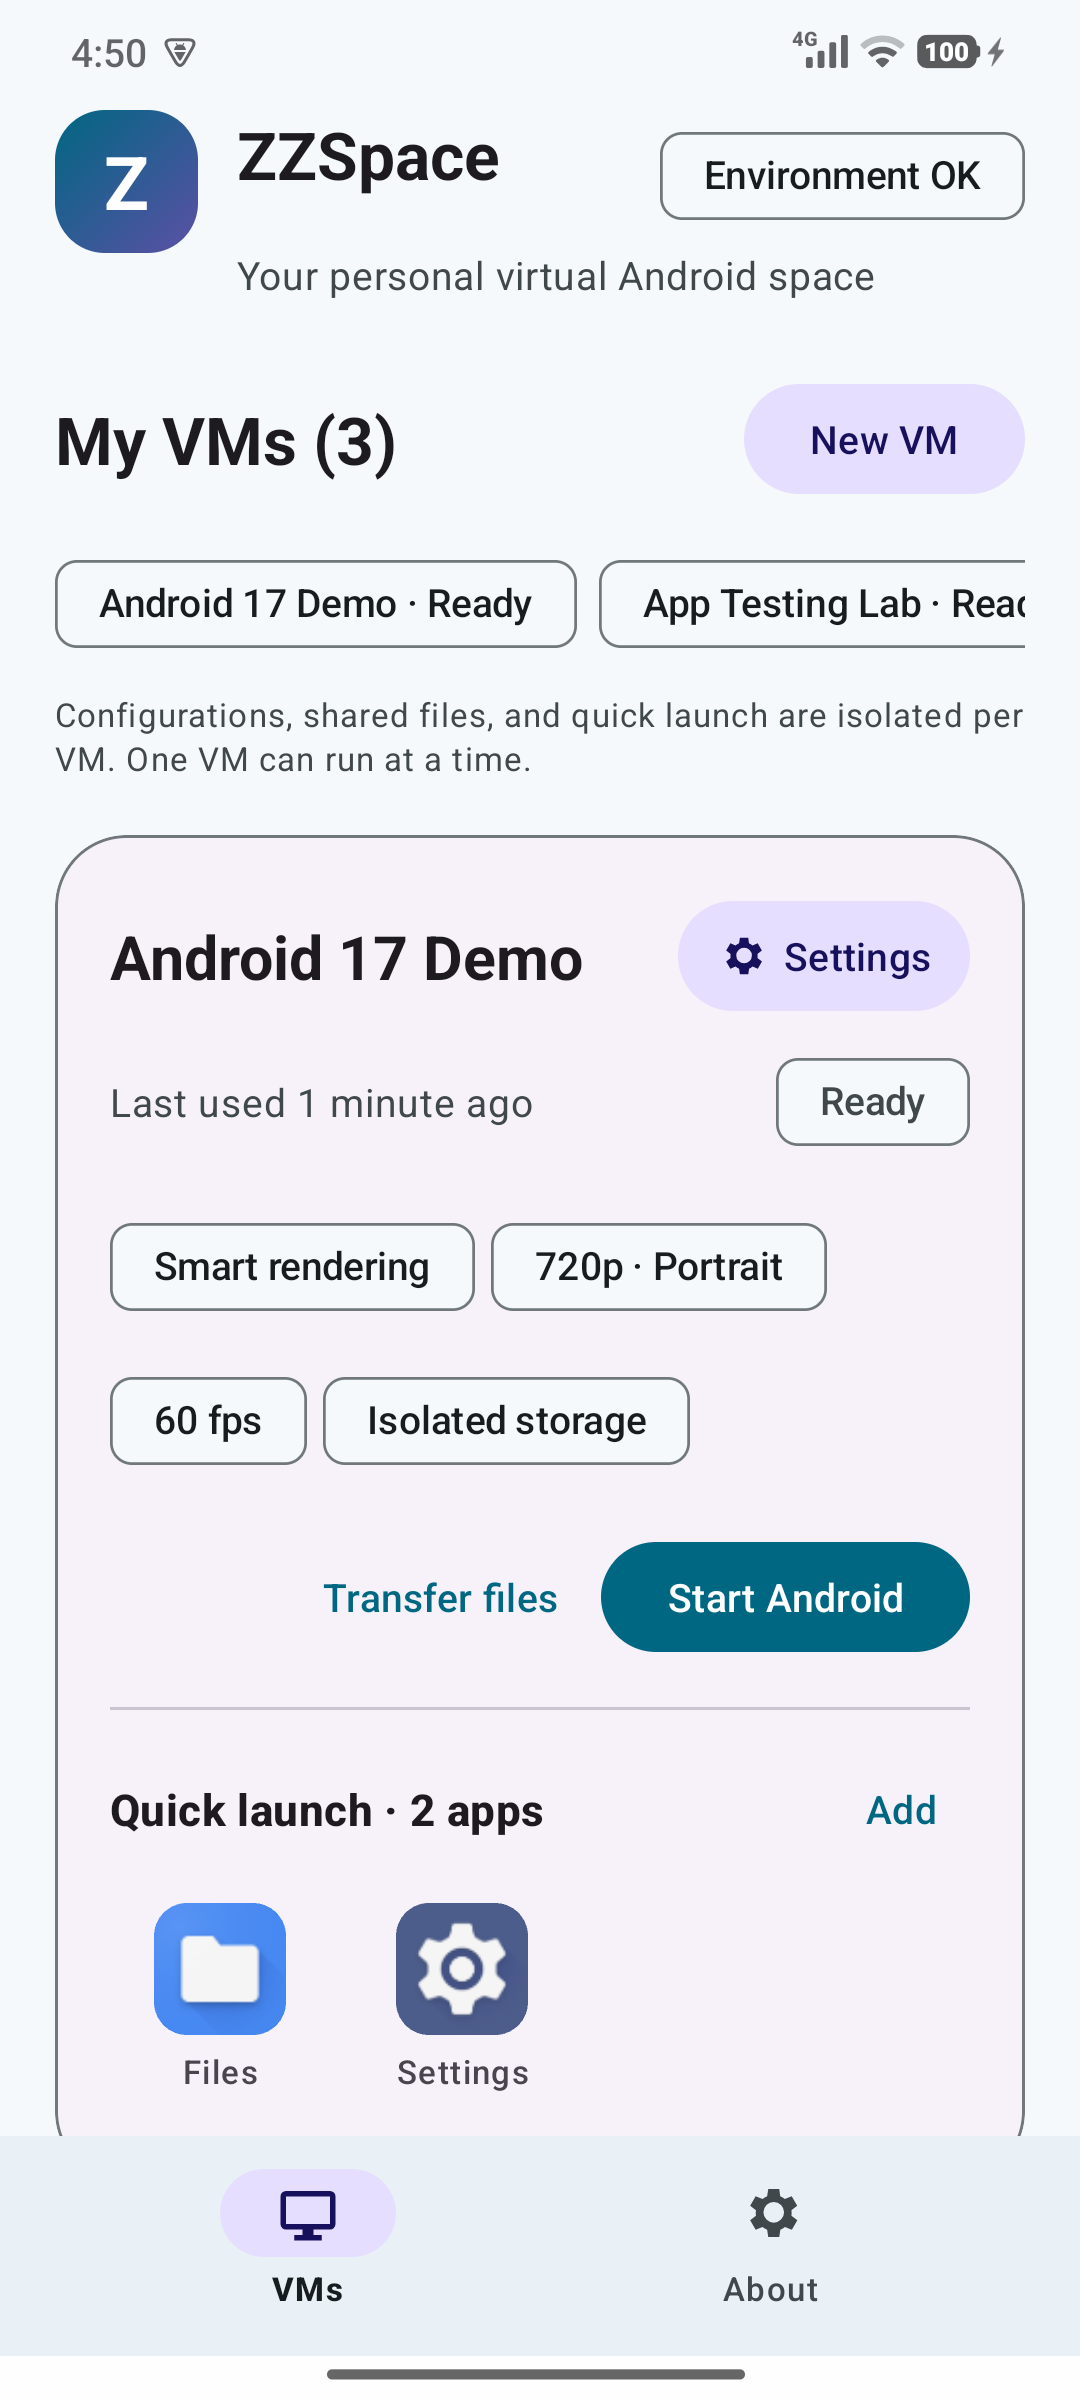 4:50
4G
100
Z
ZZSpace
Environment OK
Your personal virtual Android space
My VMs (3)
New VM
Android 17 Demo · Ready
App Testing Lab ·
Configurations, shared files, and quick launch are isolated per
VM. One VM can run at a time.
Android 17 Demo
Settings
Last used 1 minute ago
Ready
Smart rendering
720p · Portrait
60 fps
Isolated storage
Transfer files
Start Android
Quick launch · 2 apps
Add
Files
Settings
VMs
About